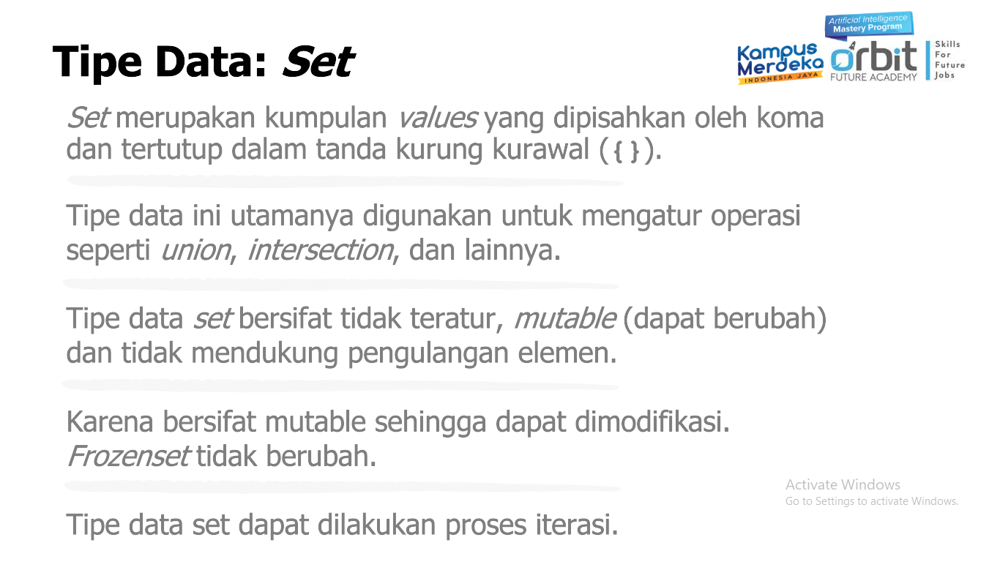 Tipe Data: Set
Artificial Intelligence
Mastery Program
Kampus
Merdeka
INDONESIA JAYA
orbit
FUTURE ACADEMY
Skills
For
Future
Jobs
Set merupakan kumpulan values yang dipisahkan oleh koma
dan tertutup dalam tanda kurung kurawal ( { } ).
Tipe data ini utamanya digunakan untuk mengatur operasi
seperti union, intersection, dan lainnya.
Tipe data set bersifat tidak teratur, mutable (dapat berubah)
dan tidak mendukung pengulangan elemen.
Karena bersifat mutable sehingga dapat dimodifikasi.
Frozenset tidak berubah.
Activate Windows
Go to Settings to activate Windows.
Tipe data set dapat dilakukan proses iterasi.